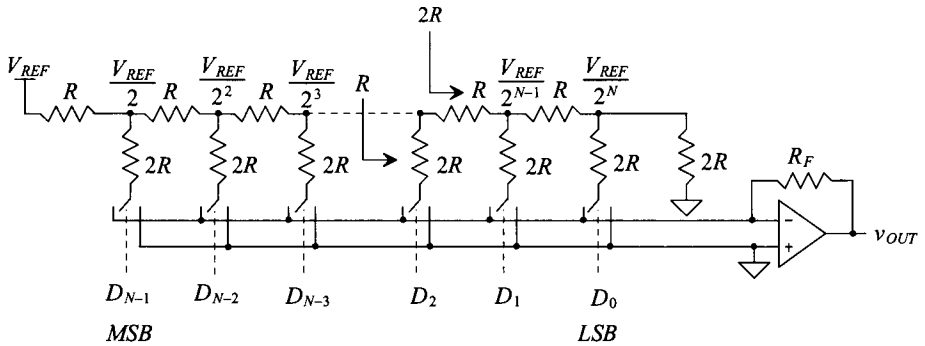 2R
V_REF
R
V_REF/2
R
V_REF/2^2
R
V_REF/2^3
R
R
V_REF/2^{N-1}
R
V_REF/2^N
2R
2R
2R
2R
2R
2R
2R
R_F
−
+
v_OUT
D_{N-1}
D_{N-2}
D_{N-3}
D_2
D_1
D_0
MSB
LSB